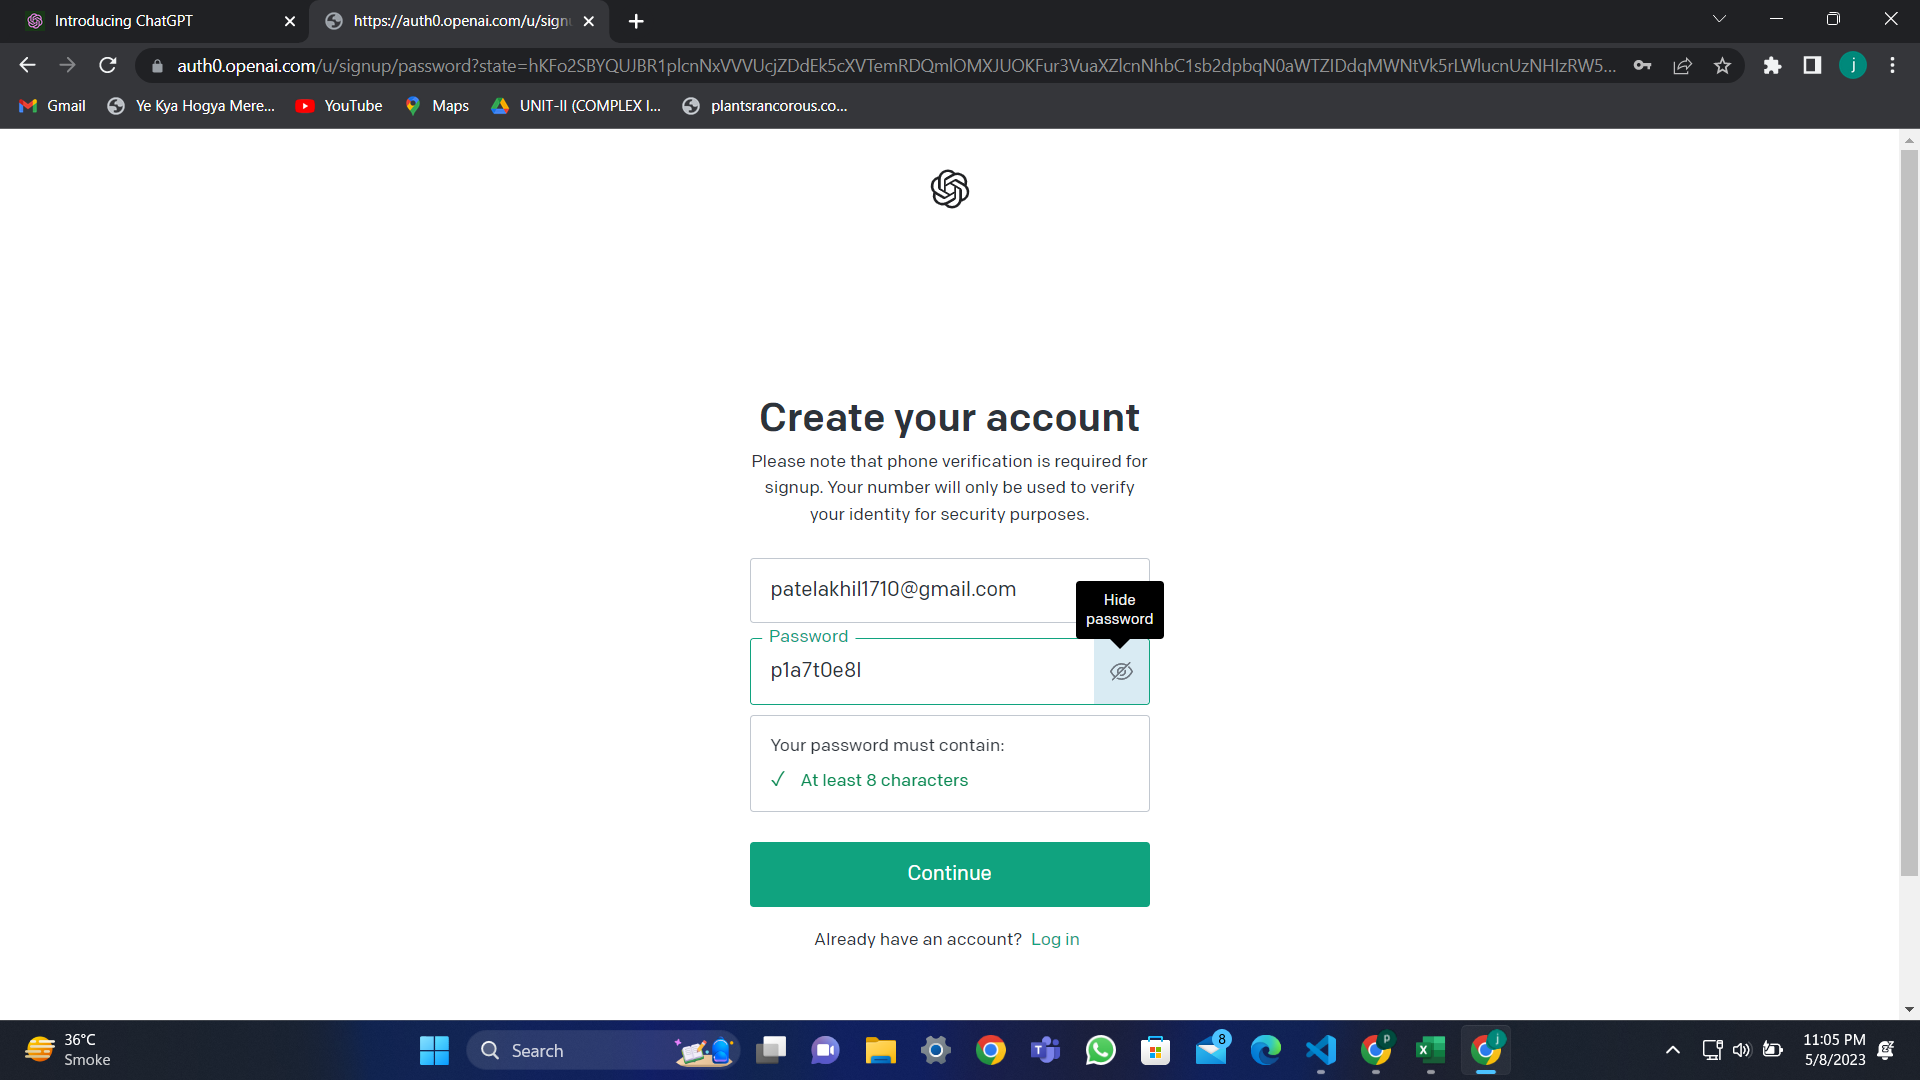 Introducing ChatGPT
https://auth0.openai.com/u/sign
auth0.openai.com/u/signup/password?state=
Gmail
Ye Kya Hogya Mere...
YouTube
Maps
UNIT-II (COMPLEX I...
plantsrancorous.co...
Create your account
Please note that phone verification is required for
signup. Your number will only be used to verify
your identity for security purposes.
patelakhil1710@gmail.com
Hide
password
Password
p1a7t0e8l
Your password must contain:
✓ At least 8 characters
Continue
Already have an account? Log in
36°C
Smoke
Search
8
P
j
11:05 PM
5/8/2023